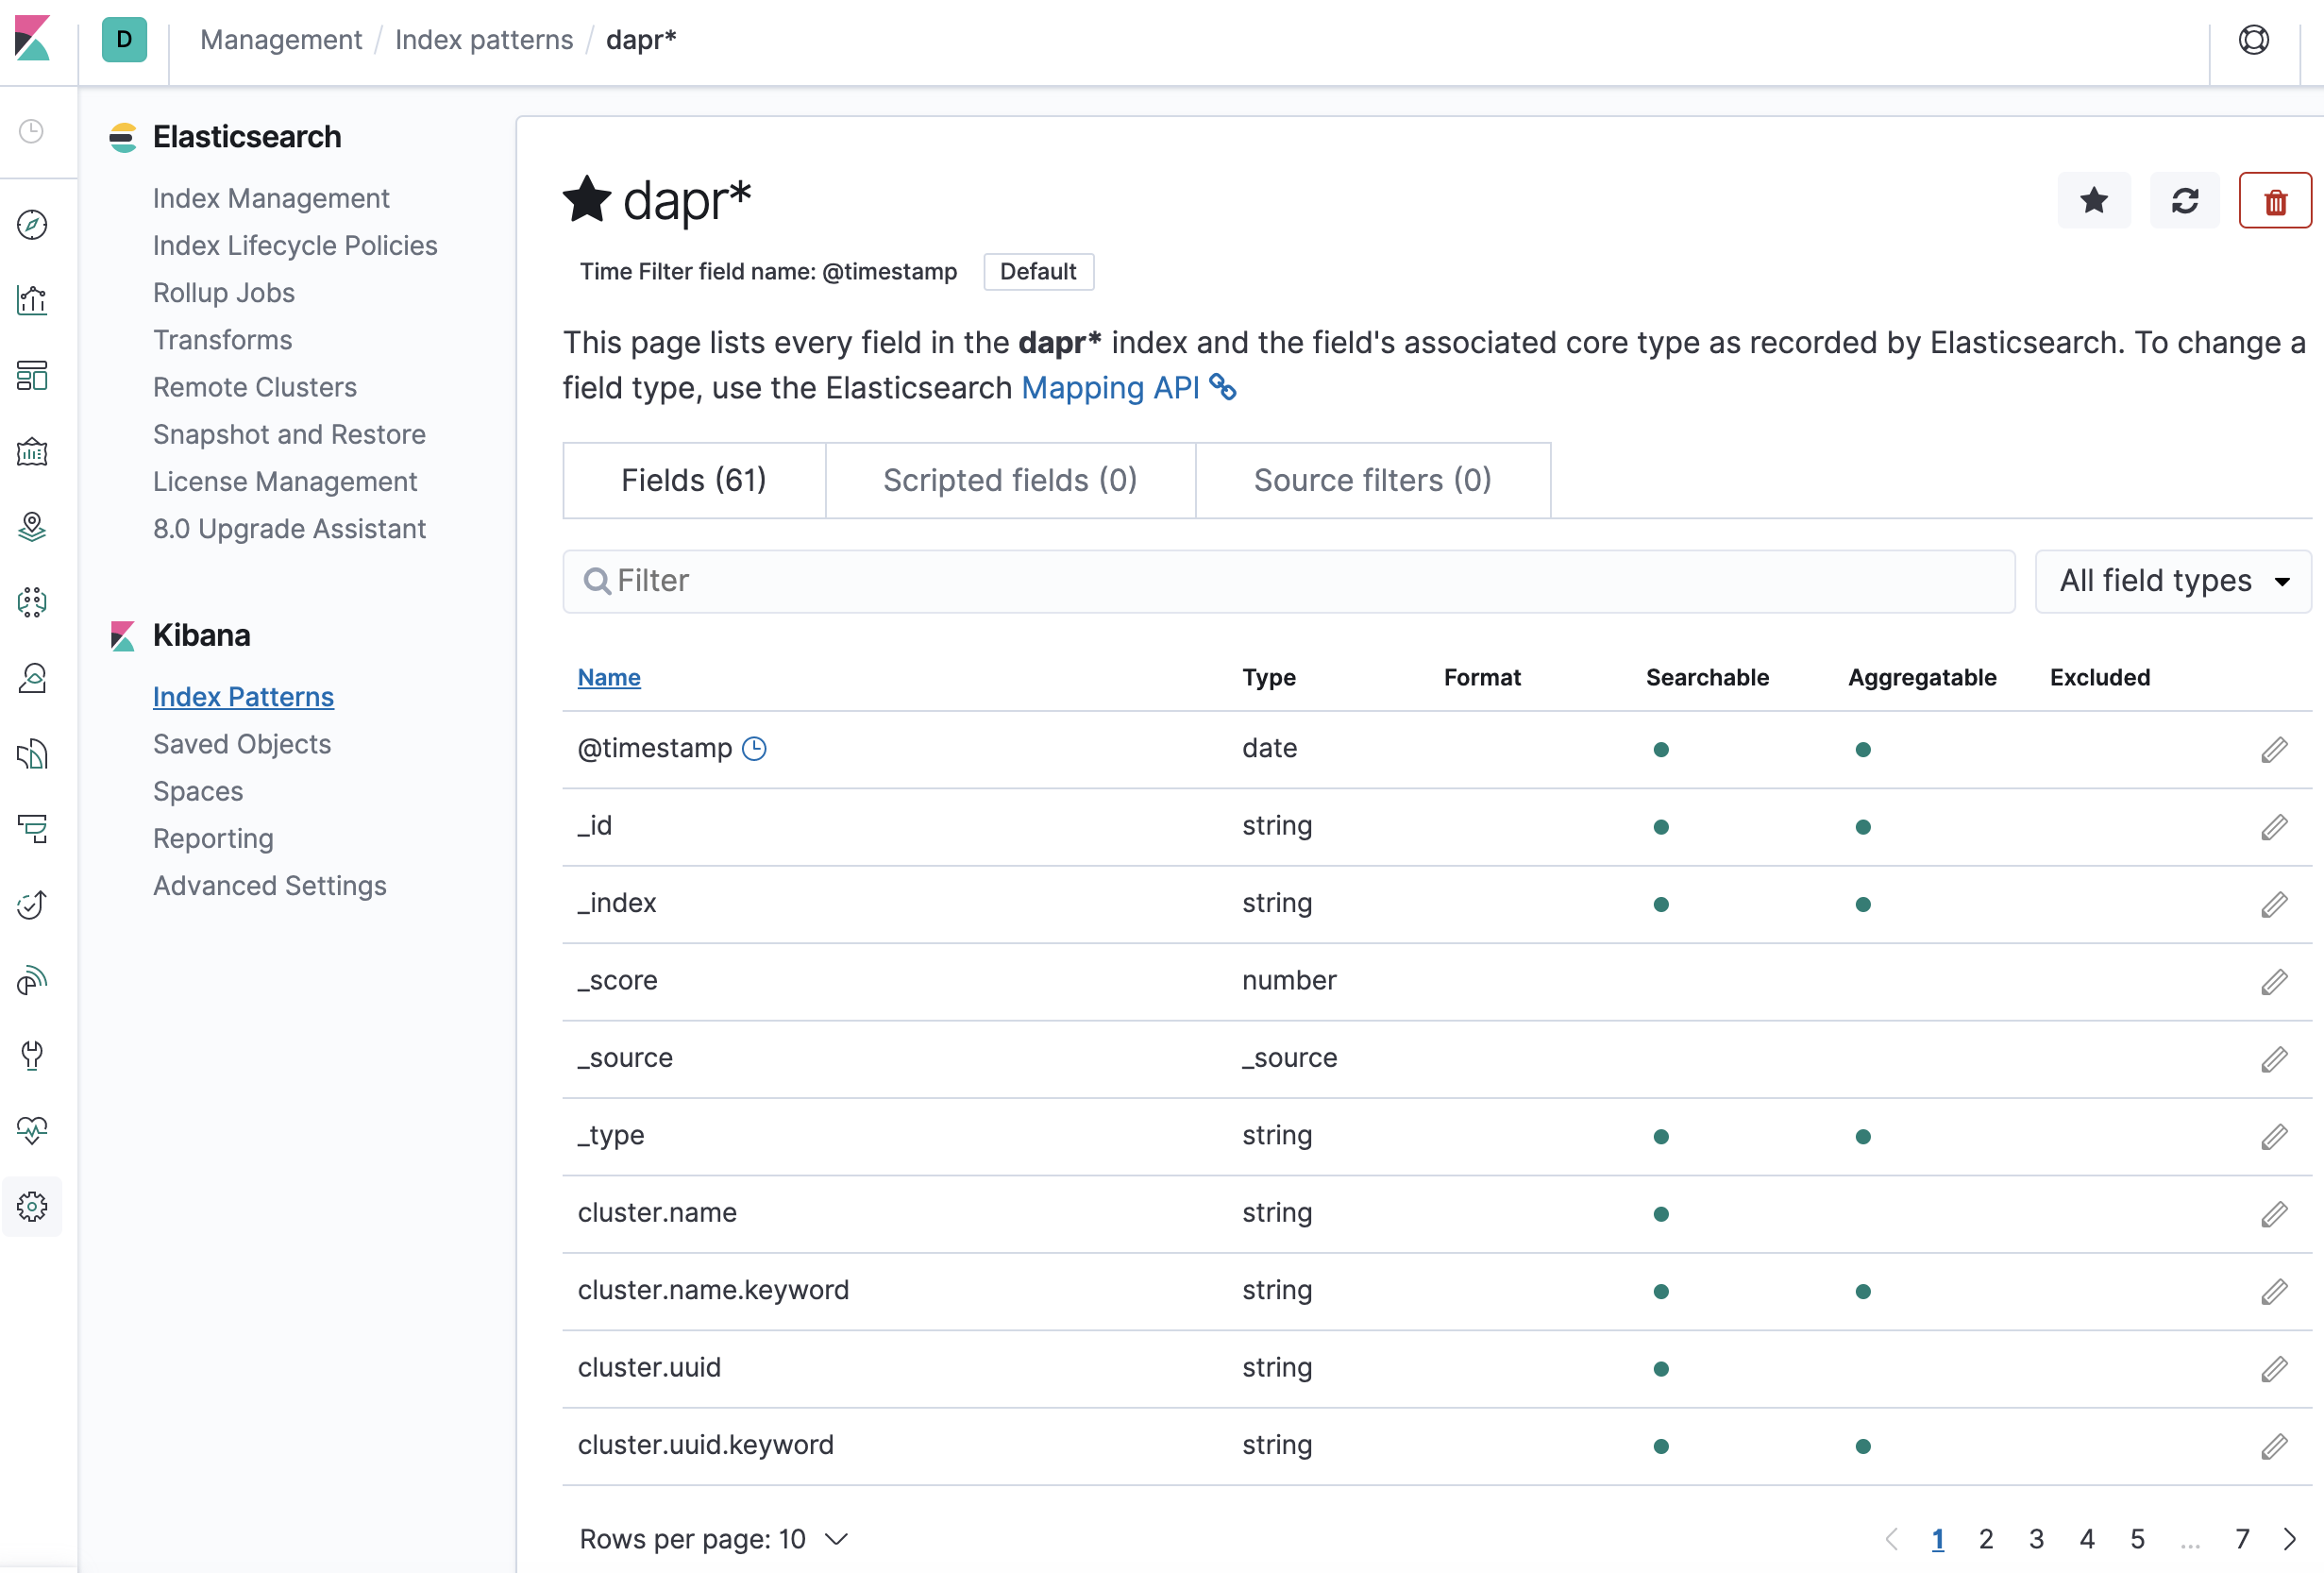 D
Management / Index patterns / dapr*
Elasticsearch
Index Management
Index Lifecycle Policies
Rollup Jobs
Transforms
Remote Clusters
Snapshot and Restore
License Management
8.0 Upgrade Assistant
Kibana
Index Patterns
Saved Objects
Spaces
Reporting
Advanced Settings
dapr*
Time Filter field name: @timestamp Default
This page lists every field in the dapr* index and the field's associated core type as recorded by Elasticsearch. To change a
field type, use the Elasticsearch Mapping API
Fields (61) Scripted fields (0) Source filters (0)
Filter All field types
Name Type Format Searchable Aggregatable Excluded
@timestamp date
_id string
_index string
_score number
_source _source
_type string
cluster.name string
cluster.name.keyword string
cluster.uuid string
cluster.uuid.keyword string
Rows per page: 10 1 2 3 4 5 ... 7